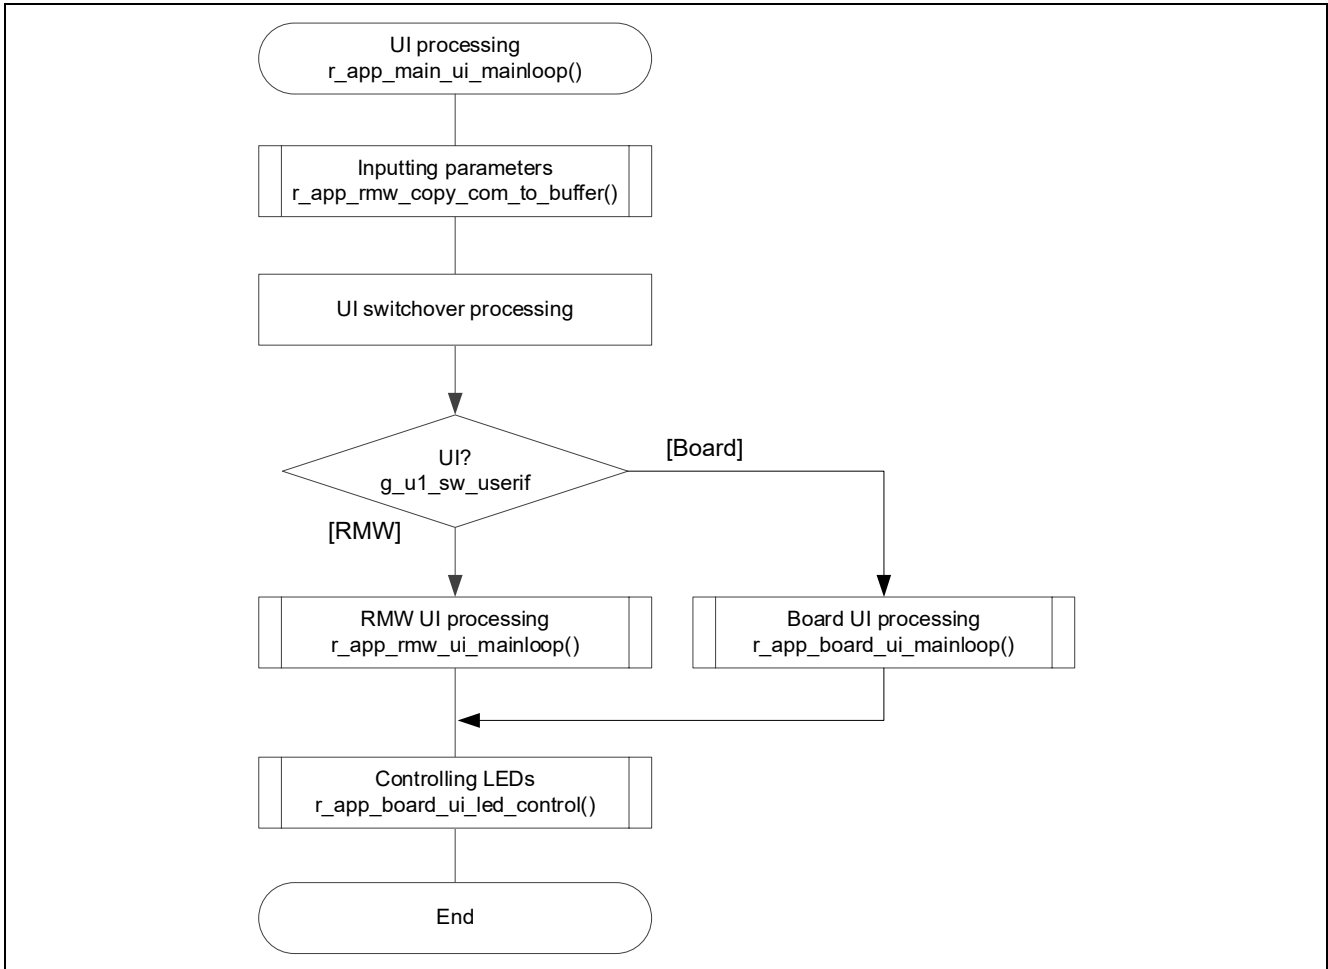 UI processing
r_app_main_ui_mainloop()
Inputting parameters
r_app_rmw_copy_com_to_buffer()
UI switchover processing
UI?
g_u1_sw_userif
[Board]
[RMW]
RMW UI processing
r_app_rmw_ui_mainloop()
Board UI processing
r_app_board_ui_mainloop()
Controlling LEDs
r_app_board_ui_led_control()
End